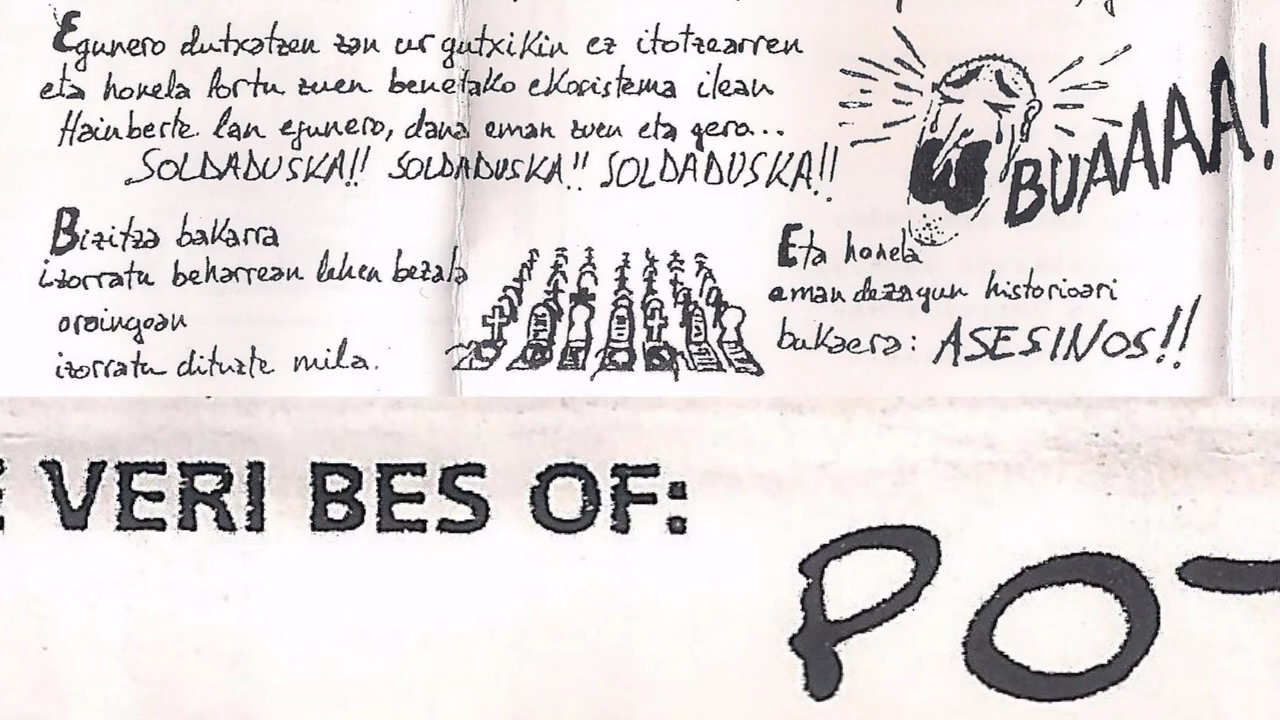 Egunero dutxatzen zan ur gutxikin ez itotzearren
eta honela lortu zuen benetako ekosistema ilean
Hainberte lan egunero, dana eman zuen eta gero...
SOLDADUSKA!! SOLDADUSKA!! SOLDADUSKA!!
BUAAAA!
Bizitza bakarra
izorratu beharrean lehen bezala
oraingoan
izorratu dituzte mila.
Eta honela
eman dezagun historioari
bukaera: ASESINOS!!
VERI BES OF:
PO